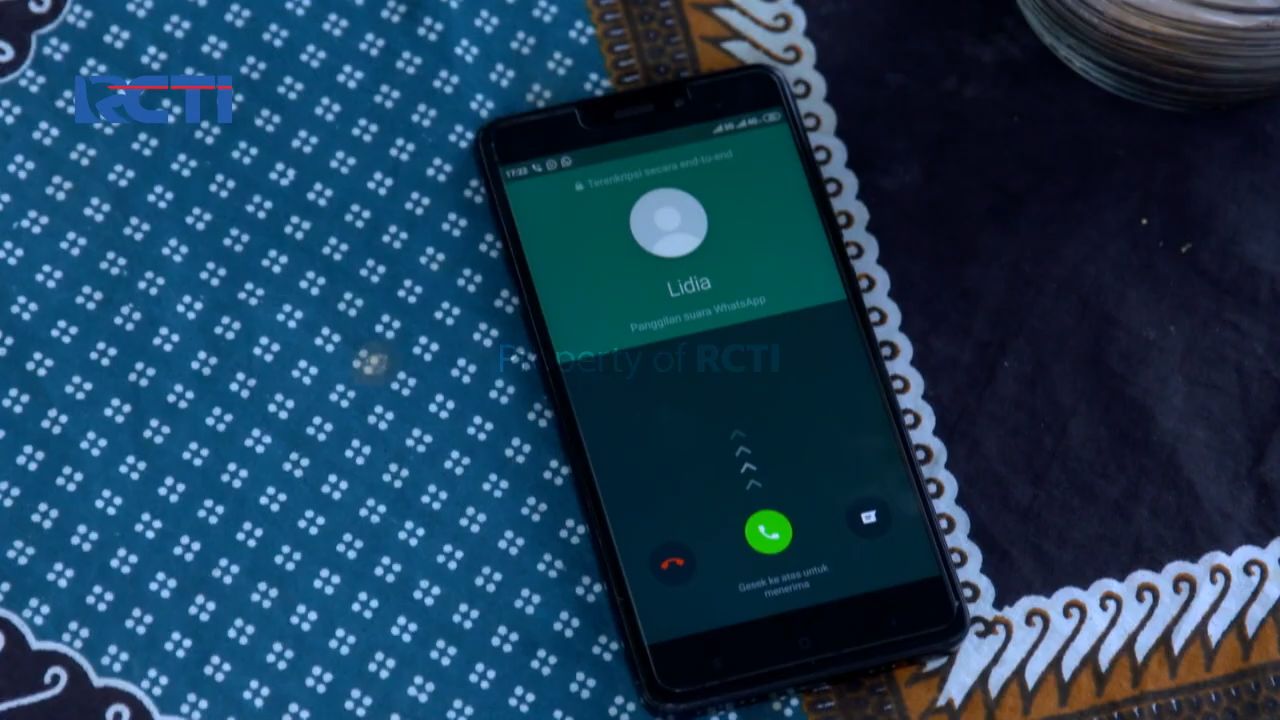 RCTI
17:22
Terenkripsi secara end-to-end
Lidia
Panggilan suara WhatsApp
Property of RCTI
Gesek ke atas untuk
menerima